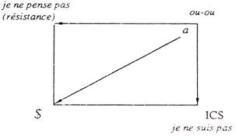 je ne pense pas
(résistance)
ou-ou
a
$
ICS
je ne suis pas